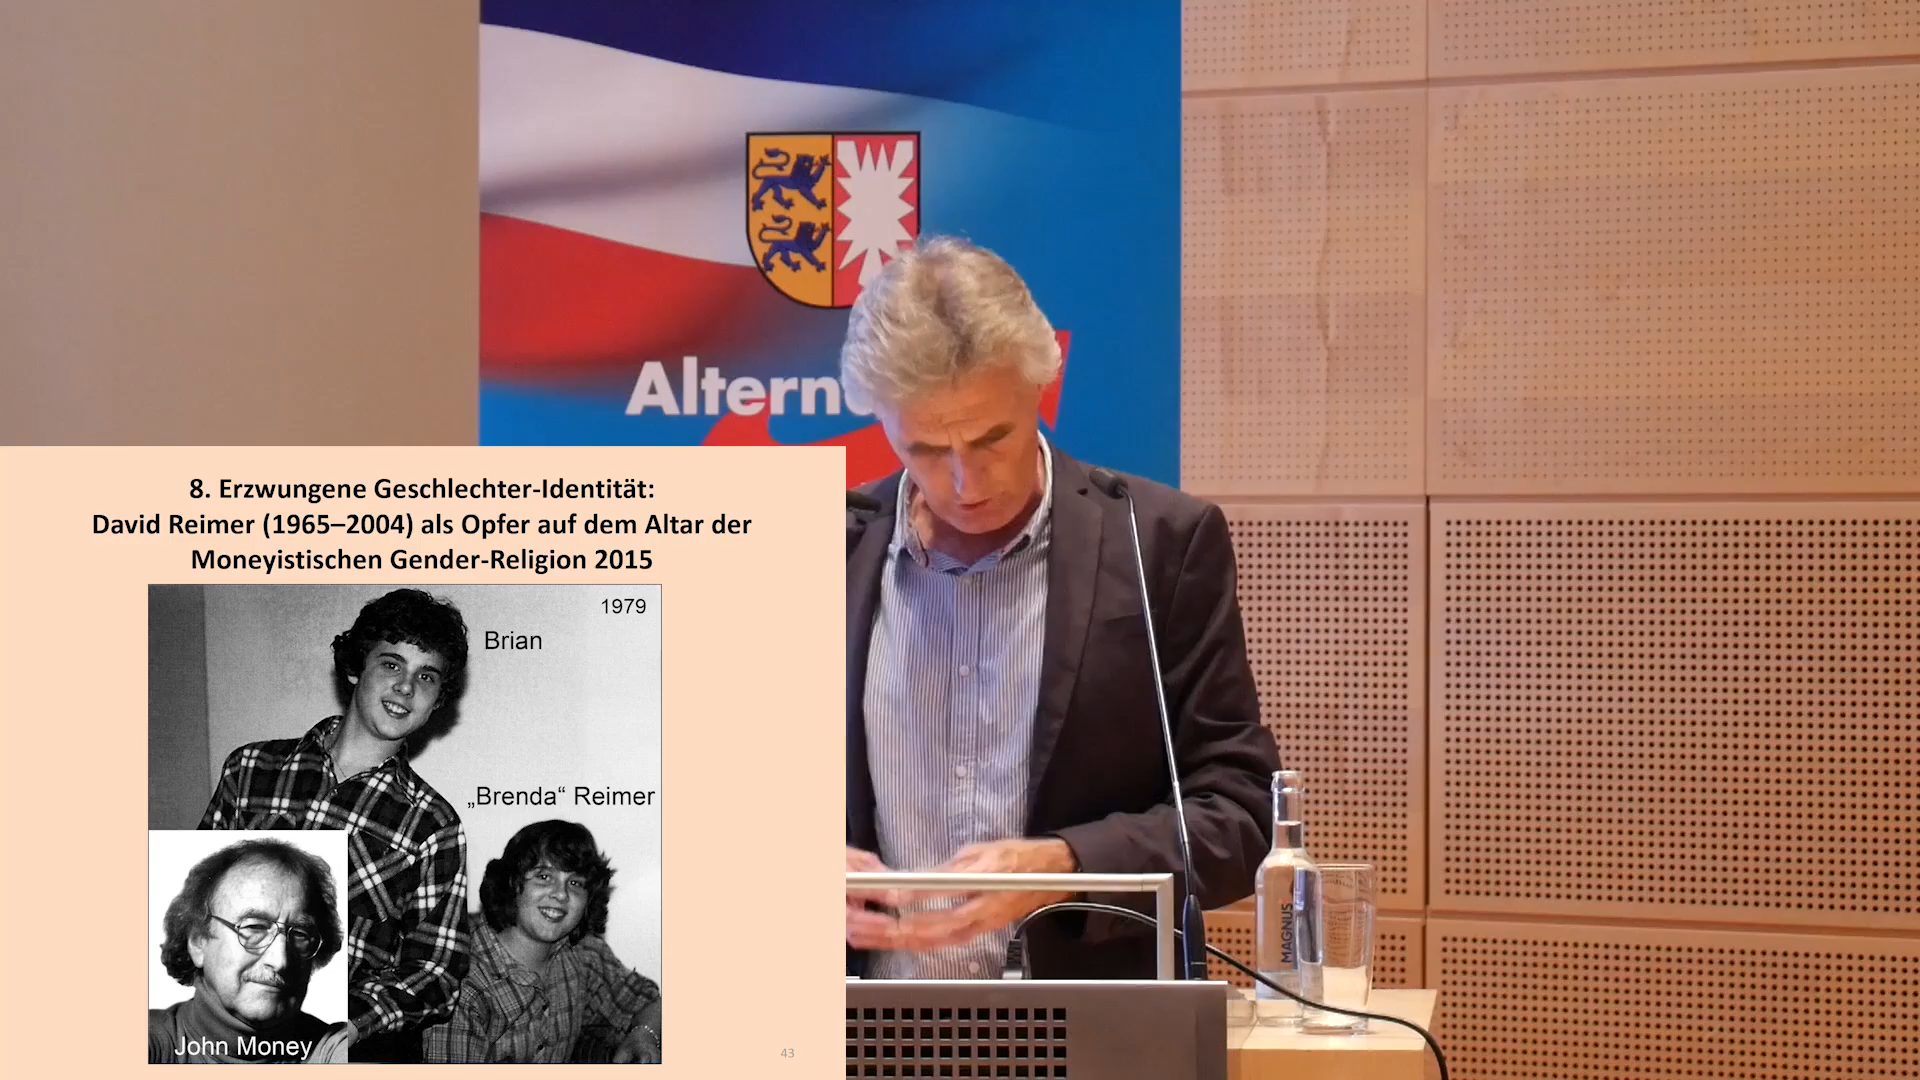 Altern
8. Erzwungene Geschlechter-Identität:
David Reimer (1965–2004) als Opfer auf dem Altar der
Moneyistischen Gender-Religion 2015
1979
Brian
„Brenda“ Reimer
John Money
43
MAGNUS